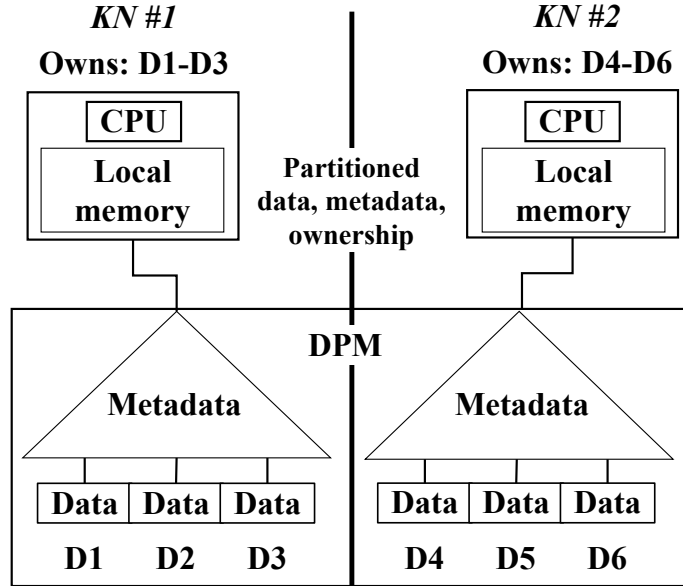 KN #1
KN #2
Owns: D1-D3
Owns: D4-D6
CPU
CPU
Local
memory
Local
memory
Partitioned
data, metadata,
ownership
DPM
Metadata
Metadata
Data Data Data
Data Data Data
D1 D2 D3
D4 D5 D6